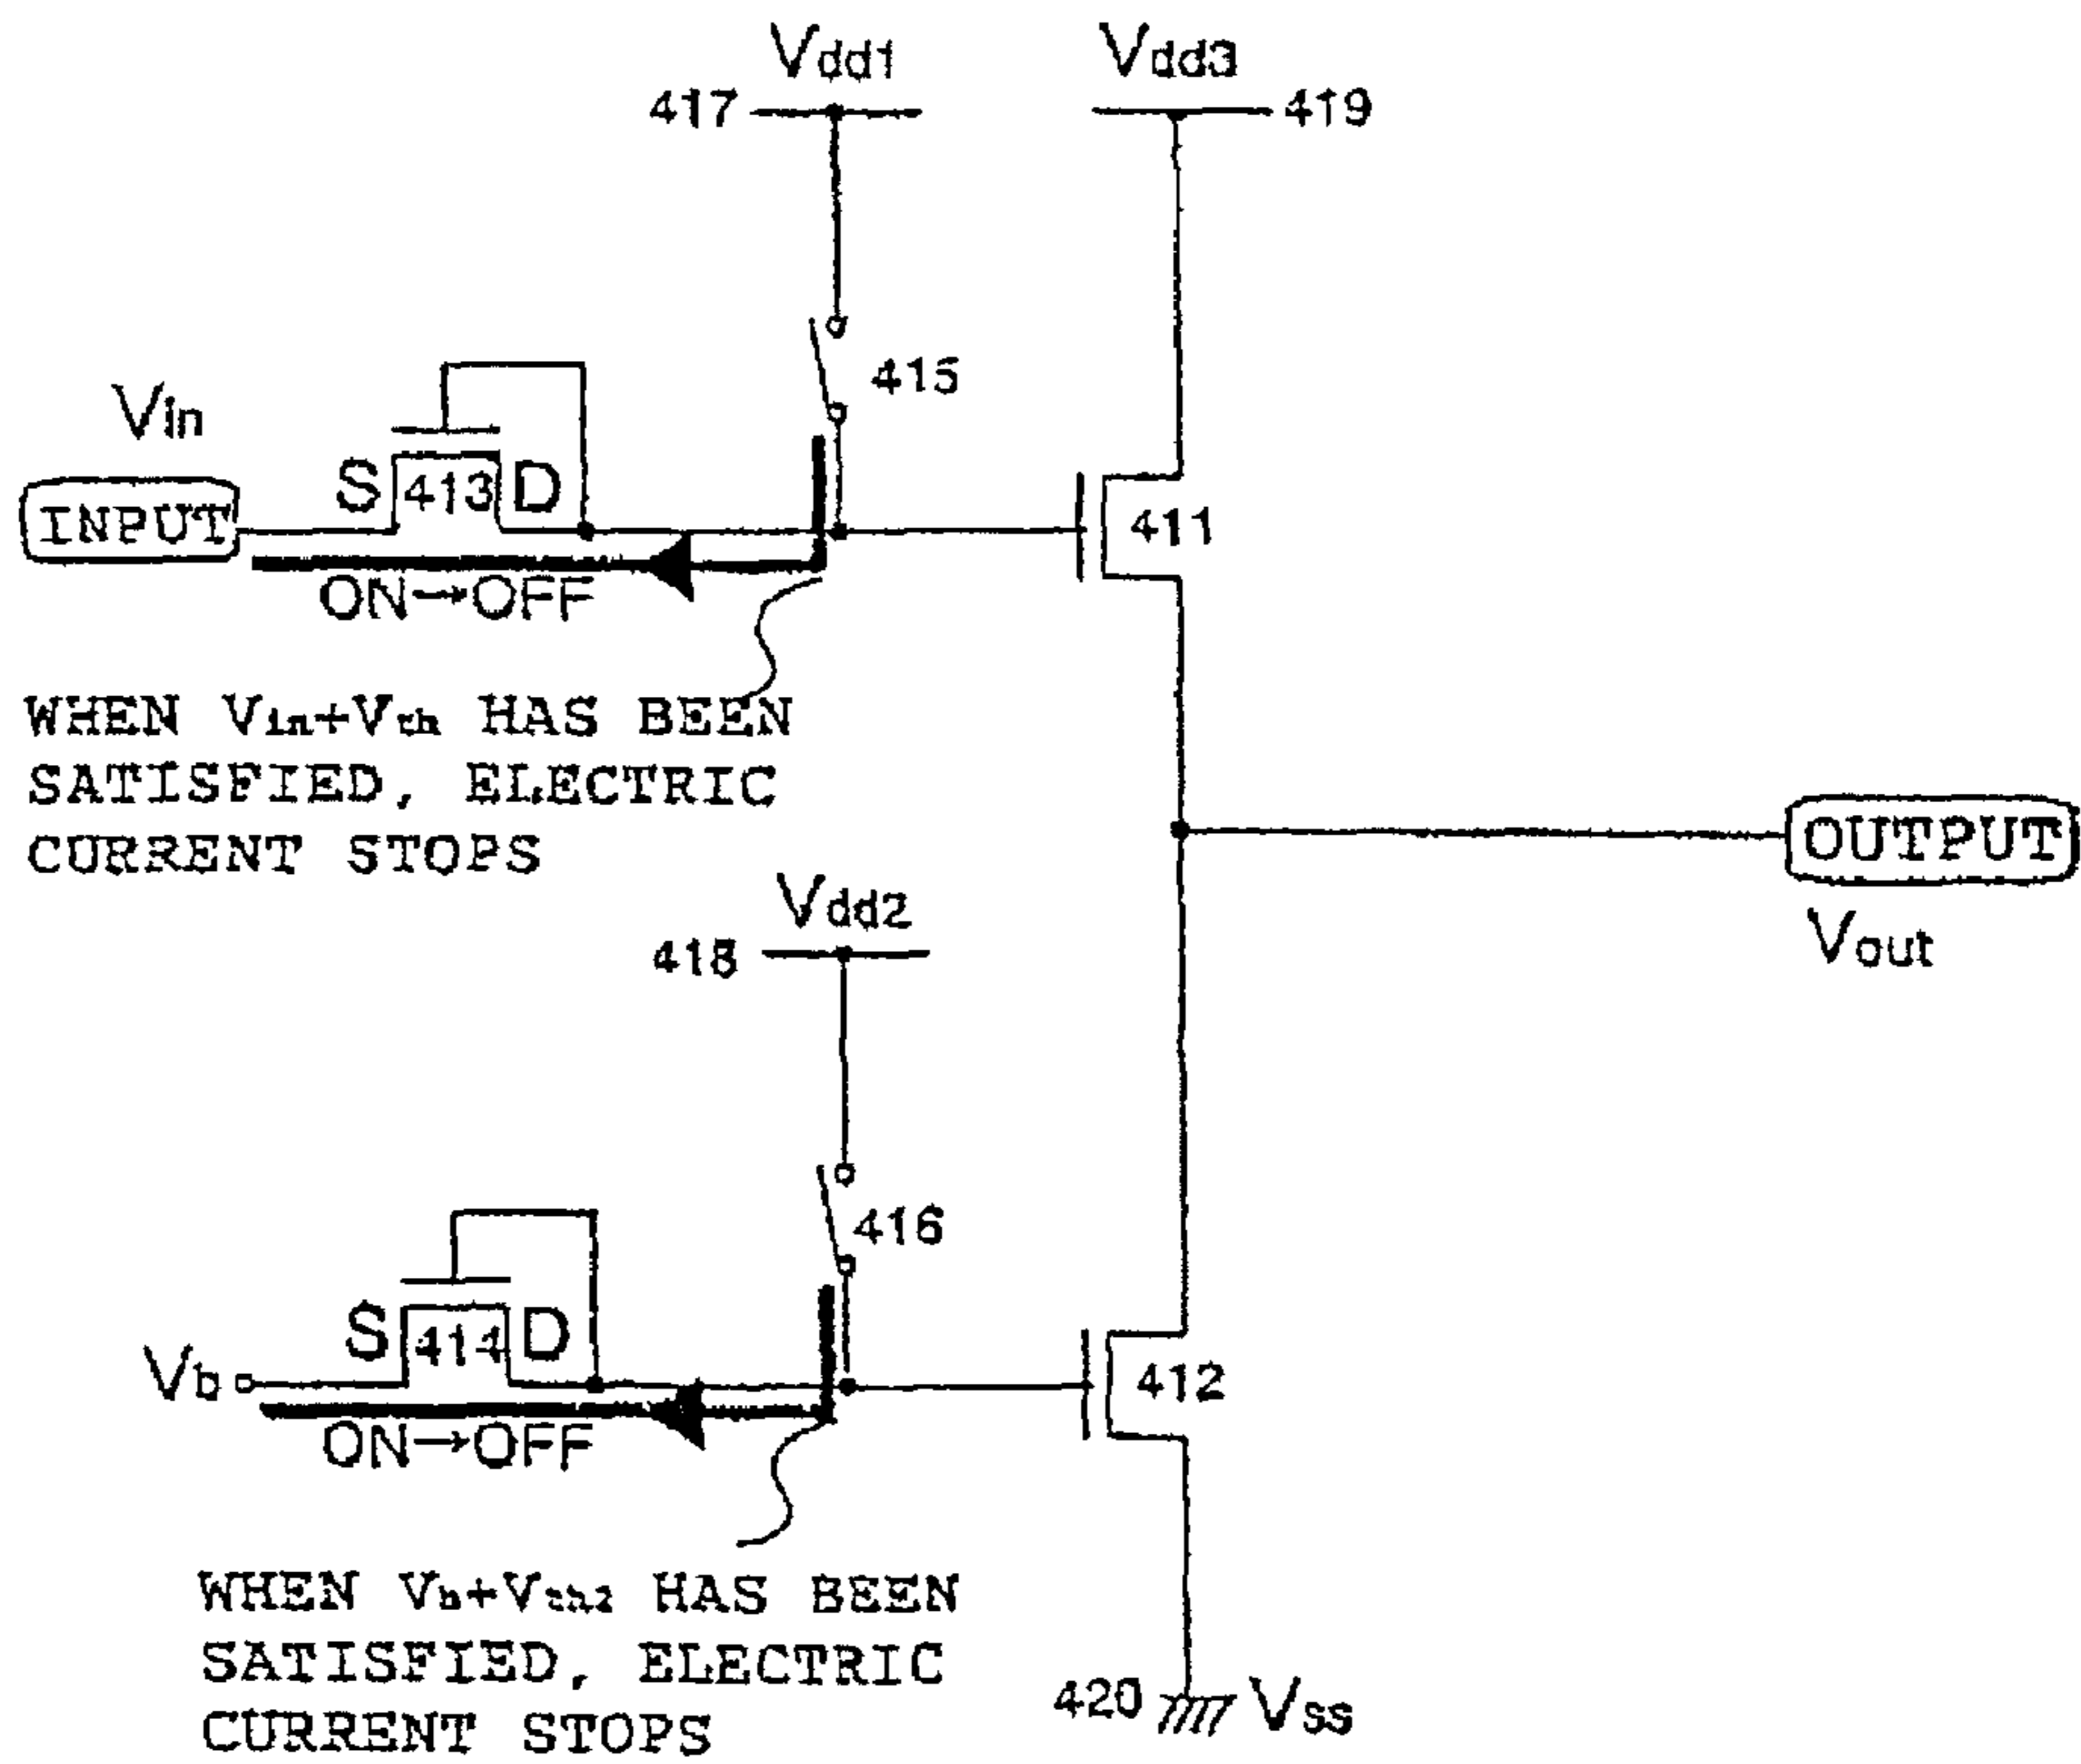 Vdd1
Vdd3
417
419
415
Vin
S 413 D
INPUT
411
ON→OFF
WHEN Vin+Vth HAS BEEN
SATISFIED, ELECTRIC
CURRENT STOPS
OUTPUT
Vout
Vdd2
418
416
S 414 D
Vb
412
ON→OFF
WHEN Vb+Vth2 HAS BEEN
SATISFIED, ELECTRIC
CURRENT STOPS
420
Vss